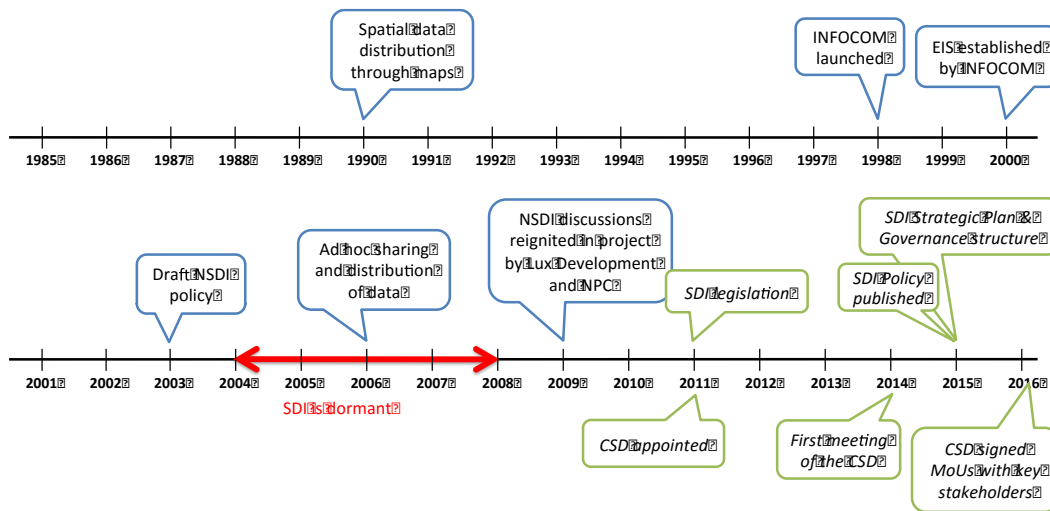 Spatial data
distribution
through maps
INFOCOM
launched
EIS established
by INFOCOM
1985 1986 1987 1988 1989 1990 1991 1992 1993 1994 1995 1996 1997 1998 1999 2000
Draft NSDI
policy
Ad hoc sharing
and distribution
of data
NSDI discussions
reignited in project
by Lux Development
and NPC
SDI legislation
SDI Strategic Plan &
Governance structure
SDI Policy
published
2001 2002 2003 2004 2005 2006 2007 2008 2009 2010 2011 2012 2013 2014 2015 2016
SDI is dormant
CSD appointed
First meeting
of the CSD
CSD signed
MoUs with key
stakeholders